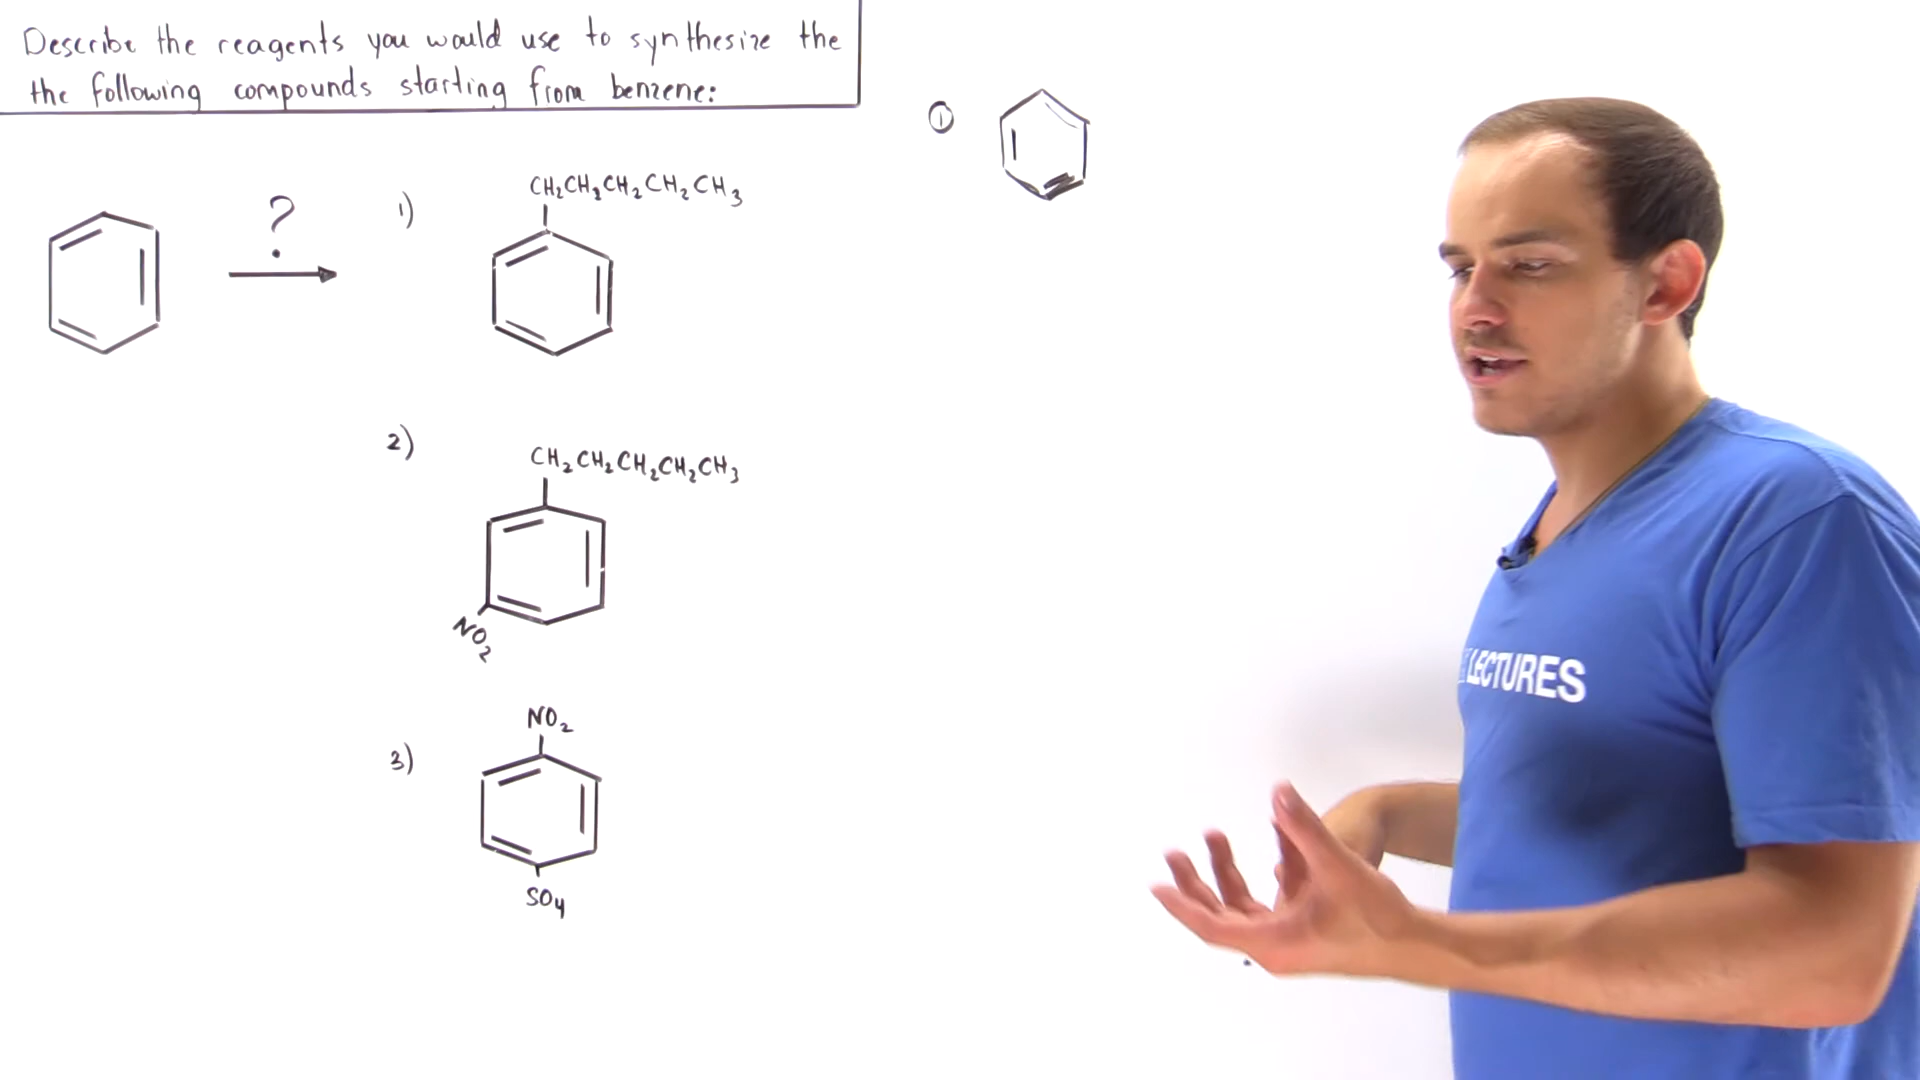 Describe the reagents you would use to synthesize the
the following compounds starting from benzene:
①
?
1)
CH₂CH₂CH₂CH₂CH₃
2)
CH₂CH₂CH₂CH₂CH₃
NO₂
LECTURES
3)
NO₂
SO₄